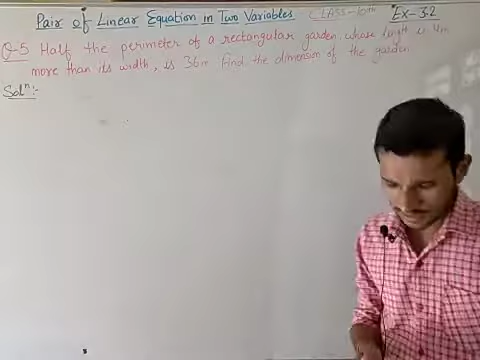 Pair of Linear Equation in Two Variables CLASS-10th Ex-3.2
Q-5 Half the perimeter of a rectangular garden, whose length is 4m
more than its width, is 36m find the dimension of the garden
Solⁿ:-